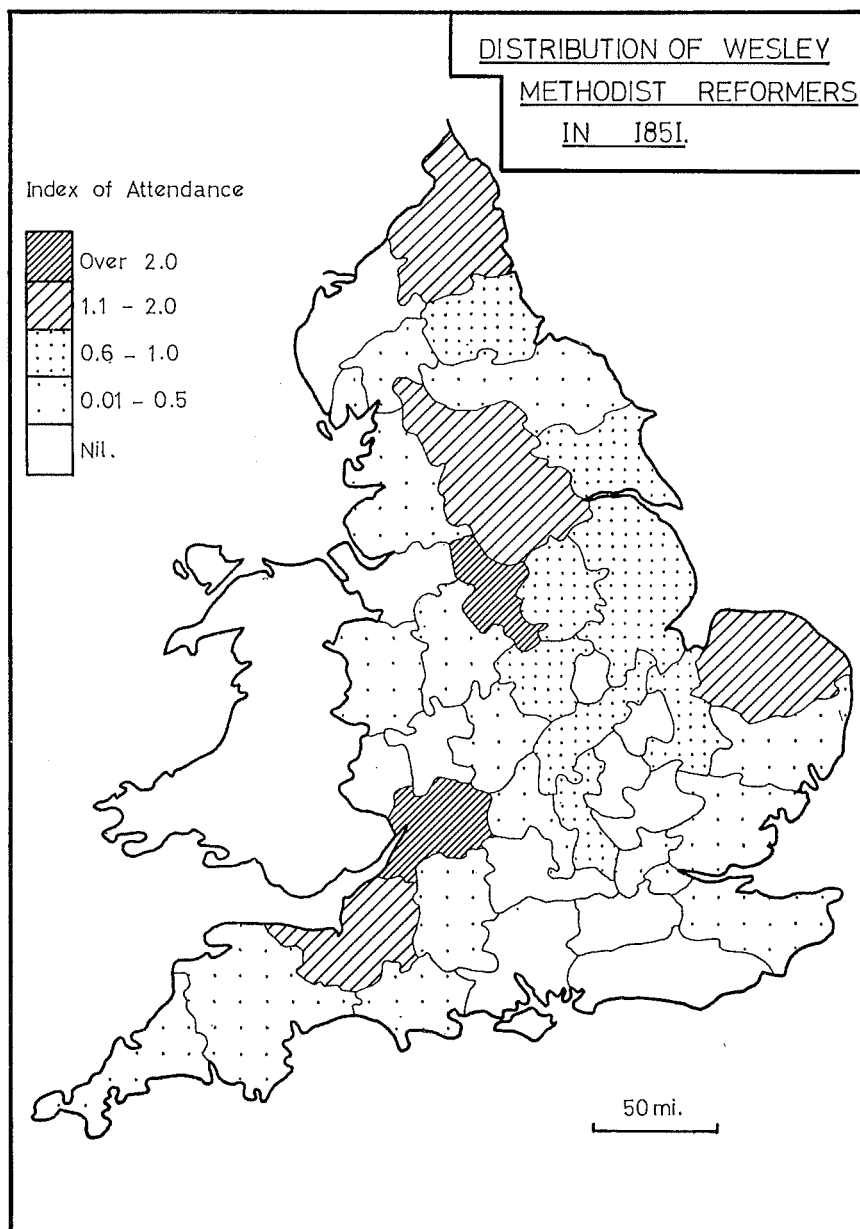 DISTRIBUTION OF WESLEY
METHODIST REFORMERS
IN I85I.
Index of Attendance
Over 2.0
1.1 - 2.0
0.6 - 1.0
0.01 - 0.5
Nil.
50 mi.